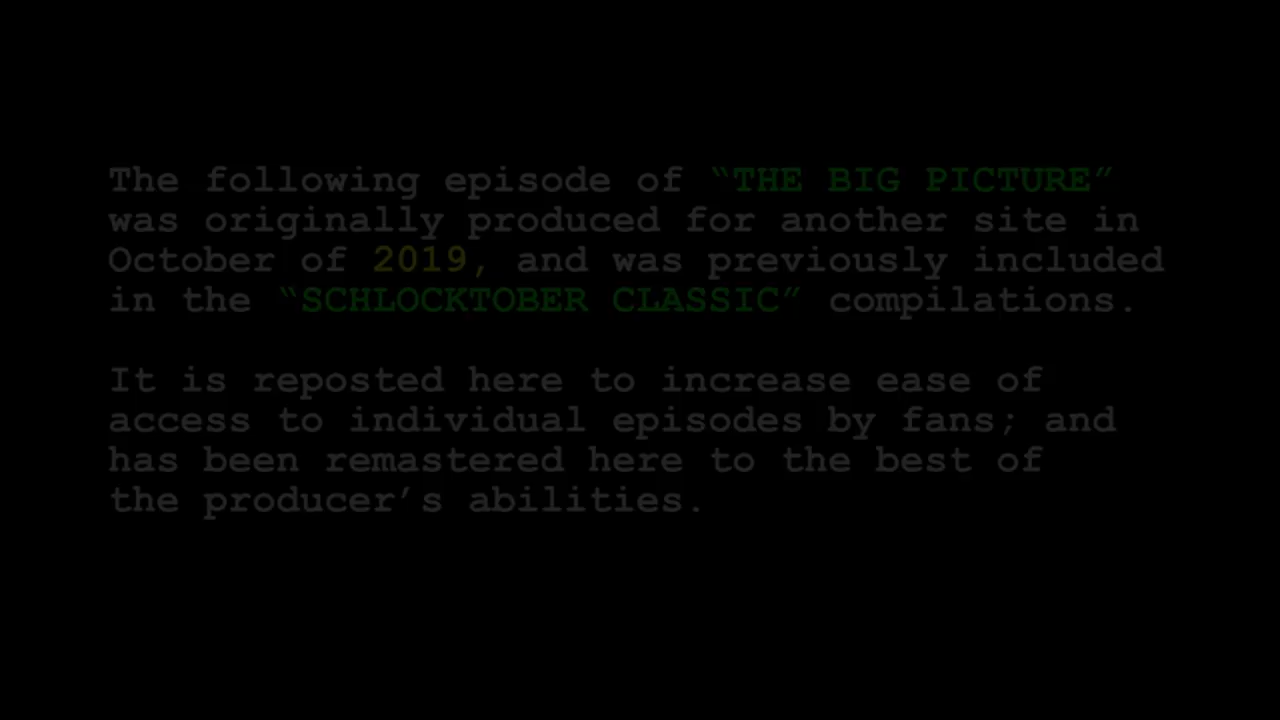 The following episode of “THE BIG PICTURE”
was originally produced for another site in
October of 2019, and was previously included
in the “SCHLOCKTOBER CLASSIC” compilations.
It is reposted here to increase ease of
access to individual episodes by fans; and
has been remastered here to the best of
the producer’s abilities.